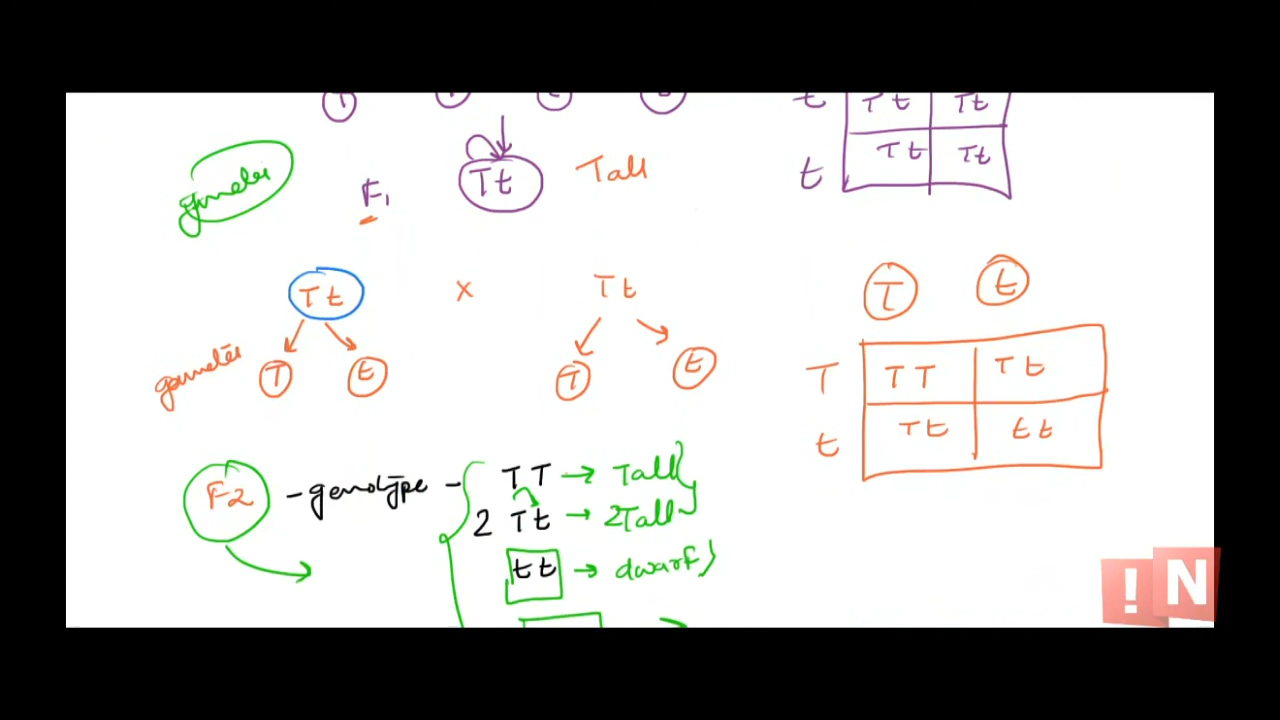 t Tt Tt
gametes F1 Tt Tall t Tt Tt
Tt x Tt T t
gametes T t T t T TT Tt
t Tt tt
F2 - genotype - TT → Tall
2 Tt → 2Tall
tt → dwarf
!N